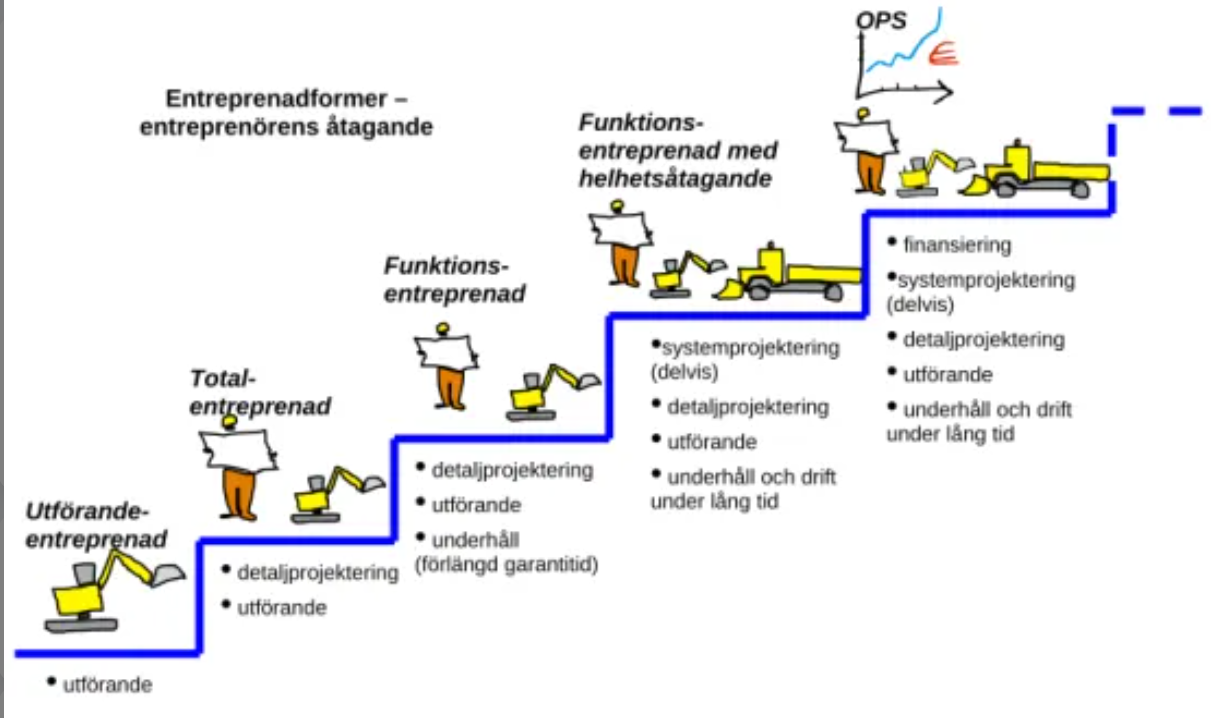 Entreprenadformer –
entreprenörens åtagande
Utförande-
entreprenad
• utförande
Total-
entreprenad
• detaljprojektering
• utförande
Funktions-
entreprenad
• detaljprojektering
• utförande
• underhåll
(förlängd garantitid)
Funktions-
entreprenad med
helhetsåtagande
•systemprojektering
(delvis)
• detaljprojektering
• utförande
• underhåll och drift
under lång tid
OPS
€
• finansiering
•systemprojektering
(delvis)
• detaljprojektering
• utförande
• underhåll och drift
under lång tid